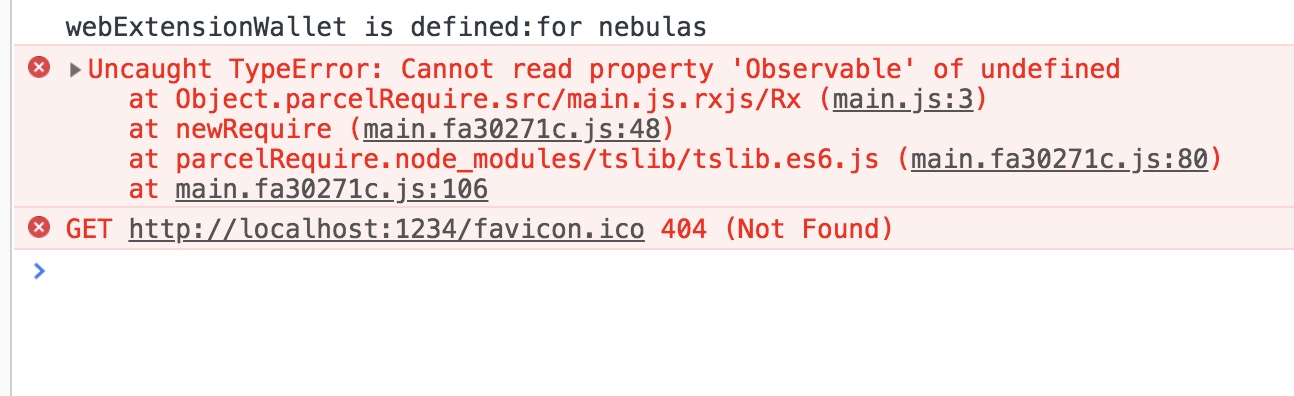 webExtensionWallet is defined:for nebulas
Uncaught TypeError: Cannot read property 'Observable' of undefined
at Object.parcelRequire.src/main.js.rxjs/Rx (main.js:3)
at newRequire (main.fa30271c.js:48)
at parcelRequire.node_modules/tslib/tslib.es6.js (main.fa30271c.js:80)
at main.fa30271c.js:106
GET http://localhost:1234/favicon.ico 404 (Not Found)